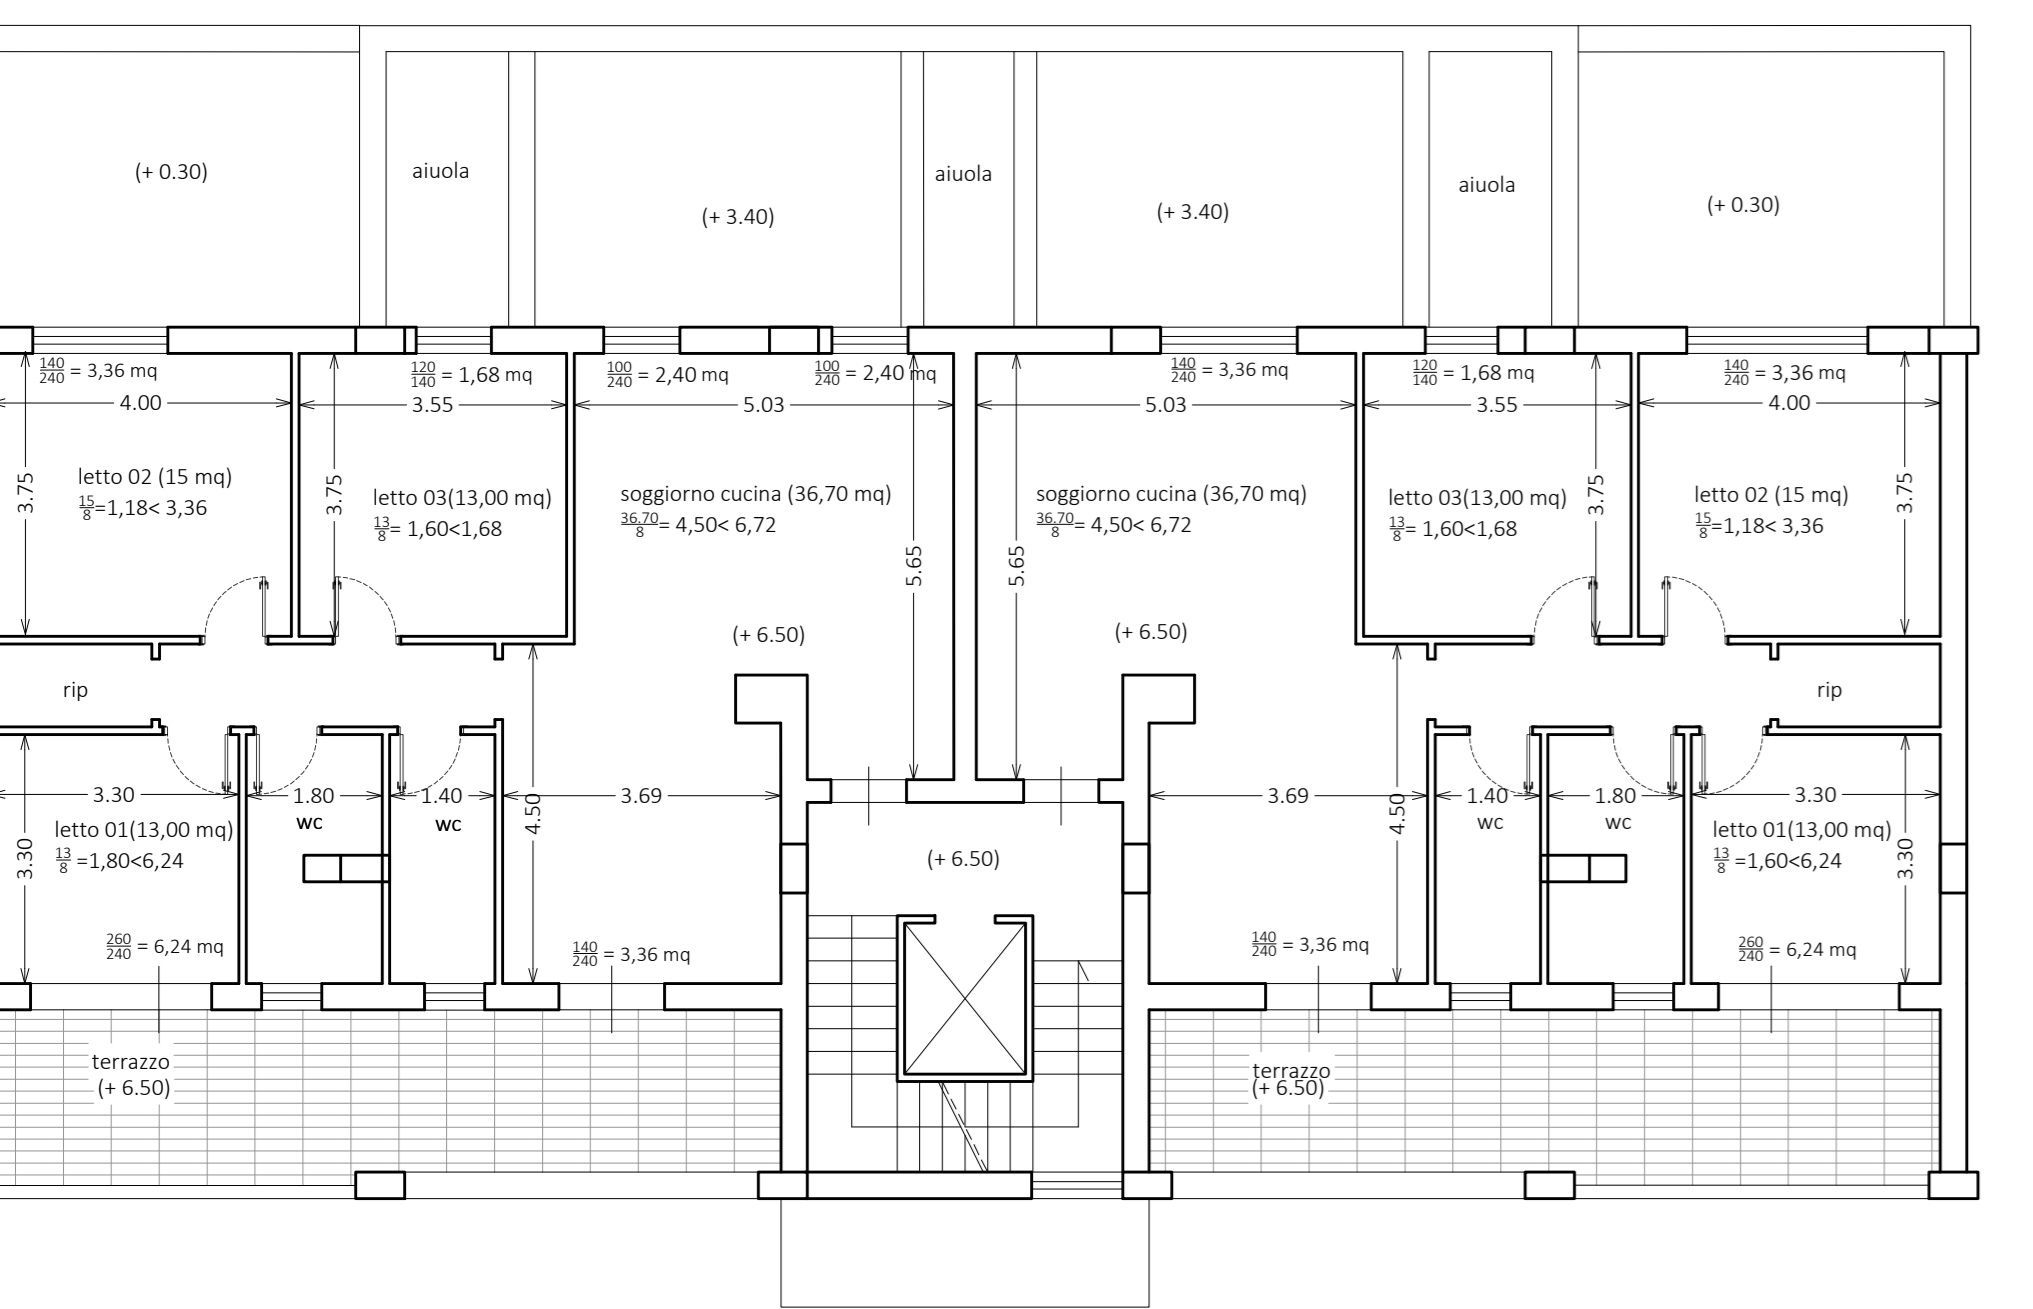 (+ 0.30)
aiuola
(+ 3.40)
aiuola
(+ 3.40)
aiuola
(+ 0.30)
140/240 = 3,36 mq
120/140 = 1,68 mq
100/240 = 2,40 mq
100/240 = 2,40 mq
140/240 = 3,36 mq
120/140 = 1,68 mq
140/240 = 3,36 mq
4.00
3.55
5.03
5.03
3.55
4.00
3.75
letto 02 (15 mq)
15/8=1,18< 3,36
3.75
letto 03(13,00 mq)
13/8= 1,60<1,68
soggiorno cucina (36,70 mq)
36.70/8= 4,50< 6,72
5.65
5.65
soggiorno cucina (36,70 mq)
36.70/8= 4,50< 6,72
letto 03(13,00 mq)
13/8= 1,60<1,68
3.75
letto 02 (15 mq)
15/8=1,18< 3,36
3.75
(+ 6.50)
(+ 6.50)
rip
rip
3.30
1.80
wc
1.40
wc
4.50
3.69
3.69
4.50
1.40
wc
1.80
wc
3.30
letto 01(13,00 mq)
13/8 =1,80<6,24
3.30
(+ 6.50)
letto 01(13,00 mq)
13/8 =1,60<6,24
3.30
260/240 = 6,24 mq
140/240 = 3,36 mq
140/240 = 3,36 mq
260/240 = 6,24 mq
terrazzo
(+ 6.50)
terrazzo
(+ 6.50)